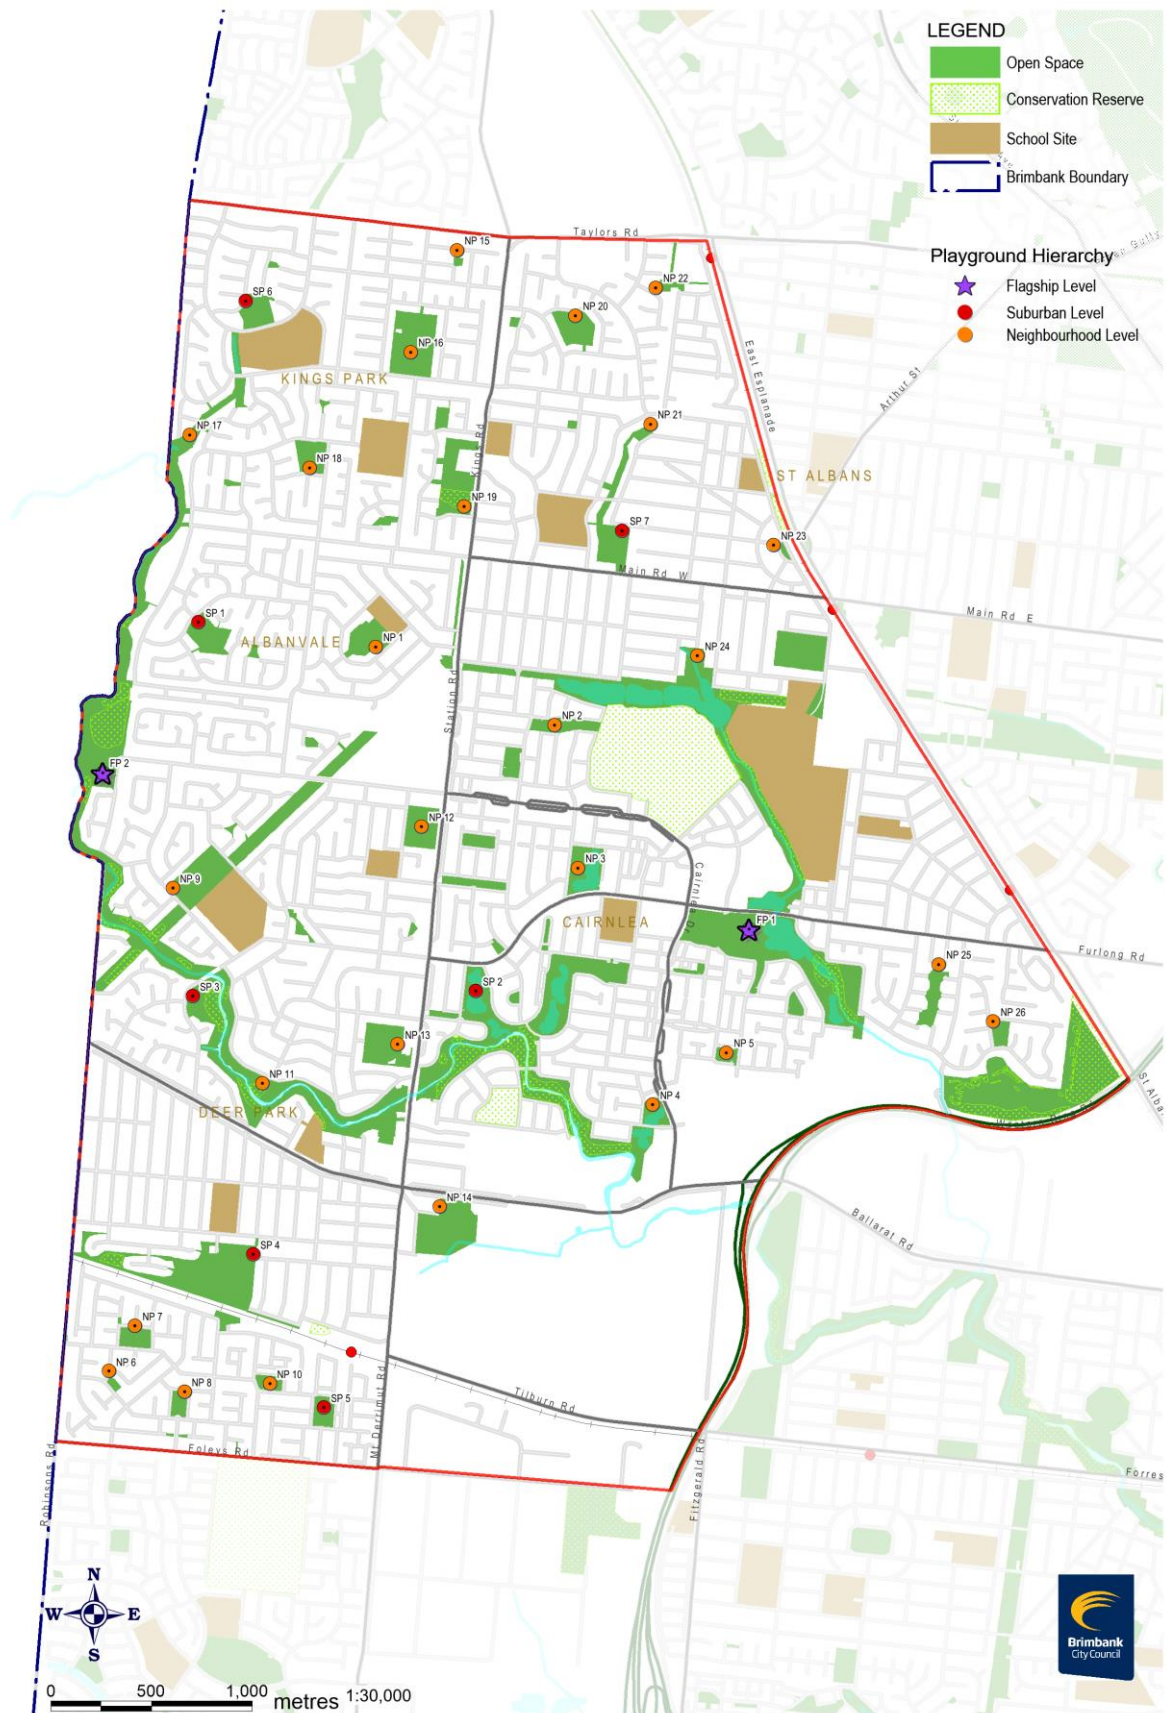 LEGEND
Open Space
Conservation Reserve
School Site
Brimbank Boundary
Playground Hierarchy
Flagship Level
Suburban Level
Neighbourhood Level
Taylors Rd
NP 15
NP 22
SP 6
NP 20
NP 16
KINGS PARK
East Esplanade
Arthur St
NP 21
NP 17
Kings Rd
NP 18
ST ALBANS
NP 19
SP 7
NP 23
Main Rd W
Main Rd E
SP 1
ALBANVALE
NP 1
NP 24
Station Rd
NP 2
FP 2
NP 12
NP 3
Cairnlea Dr
NP 9
CAIRNLEA
FP 1
Furlong Rd
NP 25
SP 2
SP 3
NP 26
NP 13
NP 5
NP 11
NP 4
DEER PARK
NP 14
Ballarat Rd
SP 4
NP 7
NP 6
NP 8
NP 10
SP 5
Mt Derrimut Rd
Tilburn Rd
Foleys Rd
Robinsons Rd
Fitzgerald Rd
Forres
N
W E
S
0 500 1,000 metres 1:30,000
Brimbank
City Council